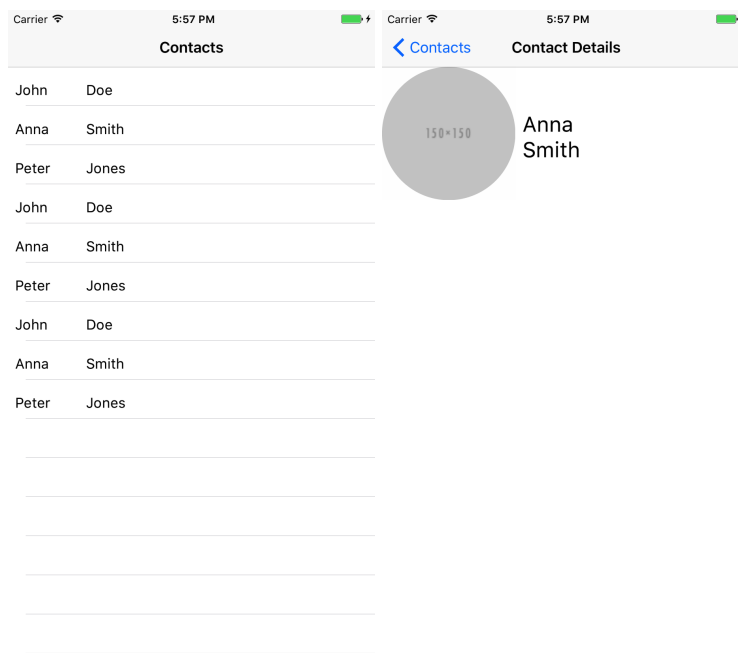 Carrier 5:57 PM
Contacts
John Doe
Anna Smith
Peter Jones
John Doe
Anna Smith
Peter Jones
John Doe
Anna Smith
Peter Jones
Carrier 5:57 PM
Contacts Contact Details
150×150
Anna
Smith